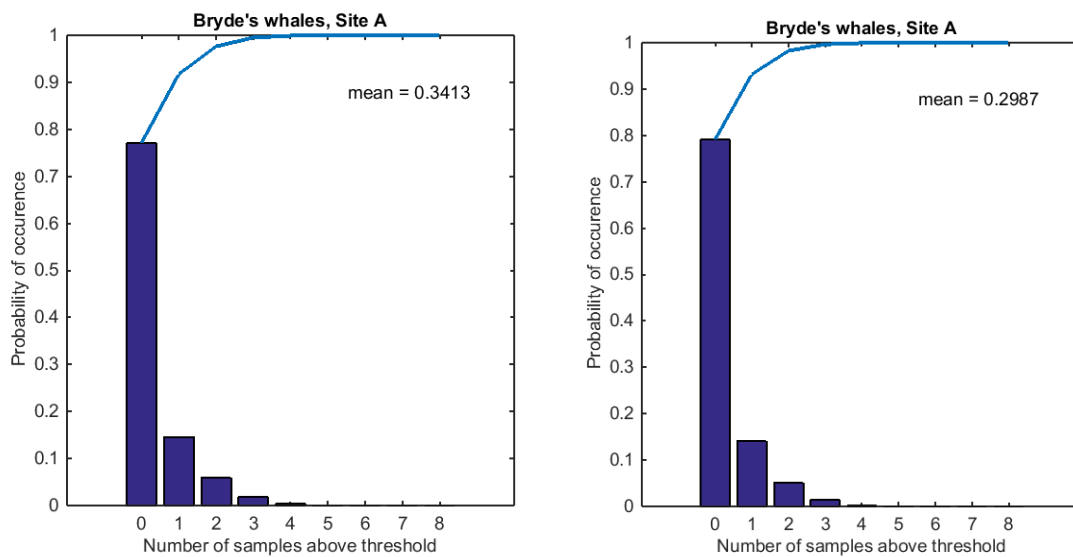 Bryde's whales, Site A
mean = 0.3413
Probability of occurence
1
0.9
0.8
0.7
0.6
0.5
0.4
0.3
0.2
0.1
0
0 1 2 3 4 5 6 7 8
Number of samples above threshold
Bryde's whales, Site A
mean = 0.2987
Probability of occurence
1
0.9
0.8
0.7
0.6
0.5
0.4
0.3
0.2
0.1
0
0 1 2 3 4 5 6 7 8
Number of samples above threshold